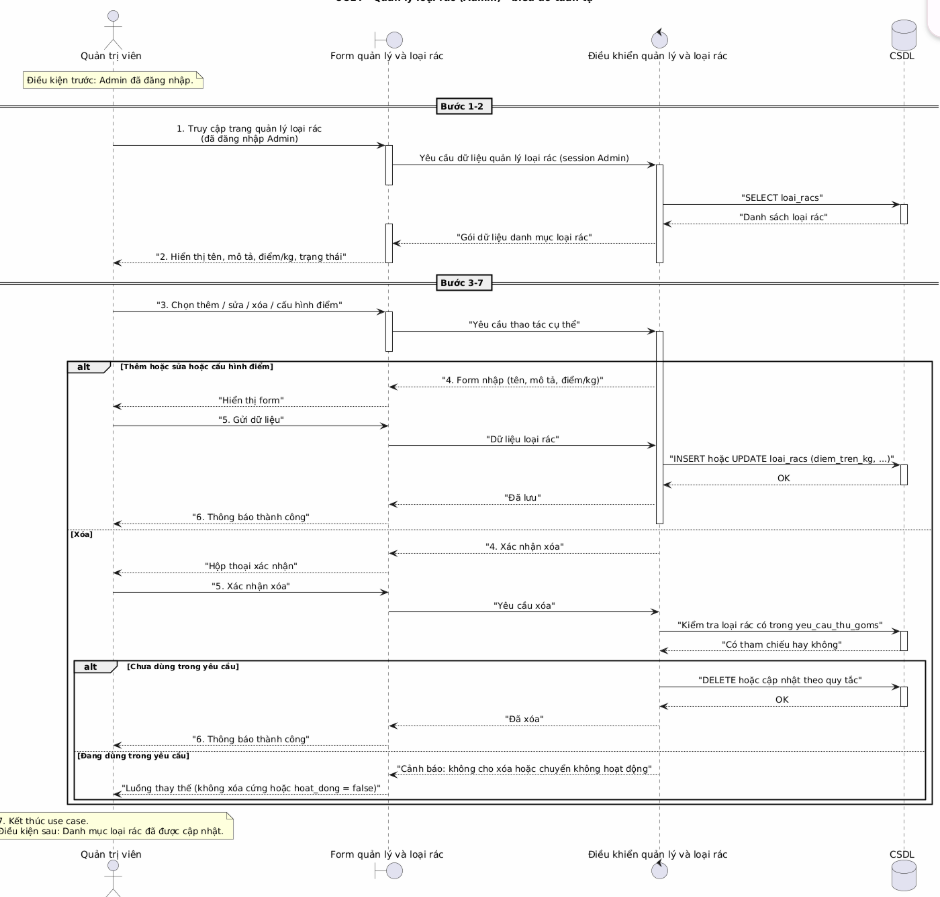 Quản trị viên
Form quản lý và loại rác
Điều khiển quản lý và loại rác
CSDL
Điều kiện trước: Admin đã đăng nhập.
Bước 1-2
1. Truy cập trang quản lý loại rác
(đã đăng nhập Admin)
Yêu cầu dữ liệu quản lý loại rác (session Admin)
"SELECT loai_racs"
"Danh sách loại rác"
"Gói dữ liệu danh mục loại rác"
"2. Hiển thị tên, mô tả, điểm/kg, trạng thái"
Bước 3-7
"3. Chọn thêm / sửa / xóa / cấu hình điểm"
"Yêu cầu thao tác cụ thể"
alt [Thêm hoặc sửa hoặc cấu hình điểm]
"4. Form nhập (tên, mô tả, điểm/kg)"
"Hiển thị form"
"5. Gửi dữ liệu"
"Dữ liệu loại rác"
"INSERT hoặc UPDATE loai_racs (diem_tren_kg, ...)"
OK
"Đã lưu"
"6. Thông báo thành công"
[Xóa]
"4. Xác nhận xóa"
"Hộp thoại xác nhận"
"5. Xác nhận xóa"
"Yêu cầu xóa"
"Kiểm tra loại rác có trong yeu_cau_thu_goms"
"Có tham chiếu hay không"
alt [Chưa dùng trong yêu cầu]
"DELETE hoặc cập nhật theo quy tắc"
OK
"Đã xóa"
"6. Thông báo thành công"
[Đang dùng trong yêu cầu]
"Cảnh báo: không cho xóa hoặc chuyển không hoạt động"
"Luồng thay thế (không xóa cứng hoặc hoat_dong = false)"
7. Kết thúc use case.
Điều kiện sau: Danh mục loại rác đã được cập nhật.
Quản trị viên
Form quản lý và loại rác
Điều khiển quản lý và loại rác
CSDL